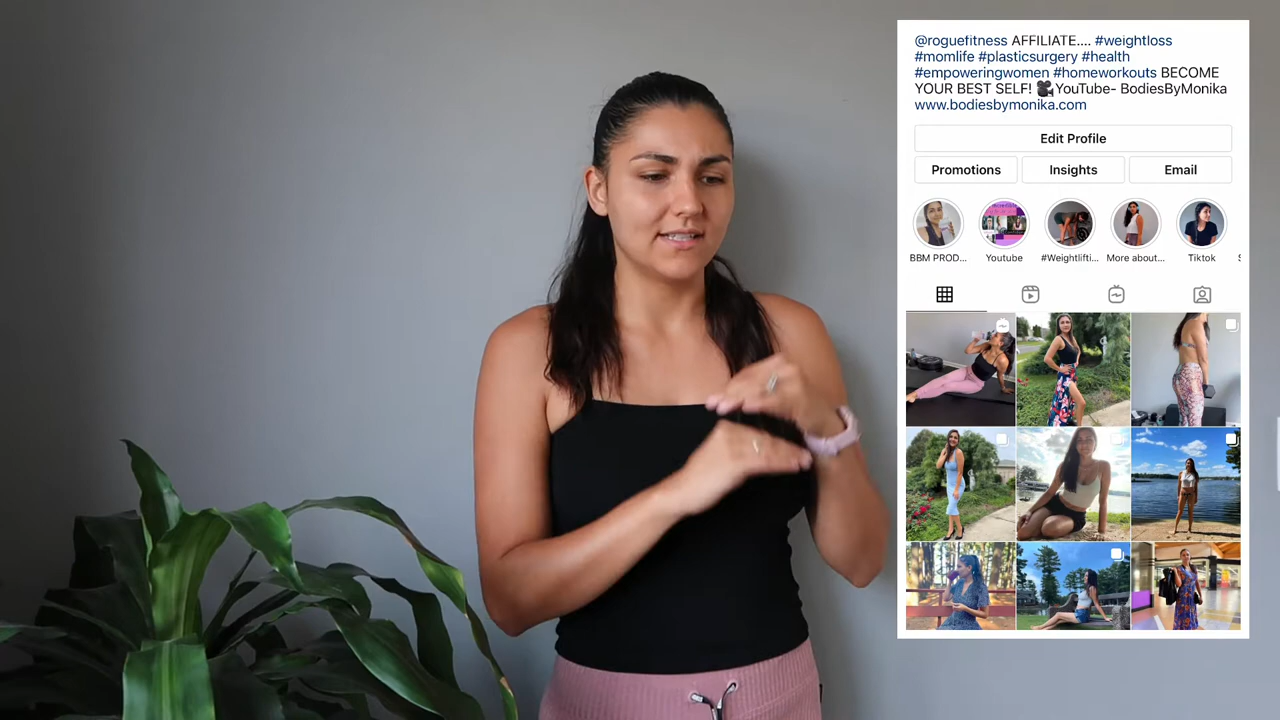 @roguefitness AFFILIATE.... #weightloss
#momlife #plasticsurgery #health
#empoweringwomen #homeworkouts BECOME
YOUR BEST SELF! 🎥YouTube- BodiesByMonika
www.bodiesbymonika.com
Edit Profile
Promotions Insights Email
BBM PROD... Youtube #Weightlifti... More about... Tiktok